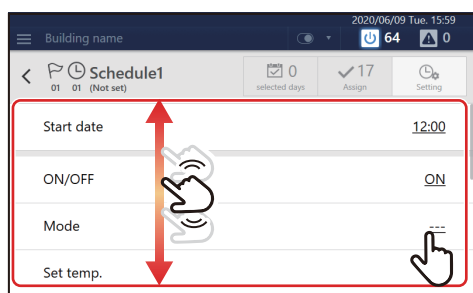 2020/06/09 Tue. 15:59
Building name
64
0
Schedule1
01 01 (Not set)
0
selected days
17
Assign
Setting
Start date
12:00
ON/OFF
ON
Mode
---
Set temp.